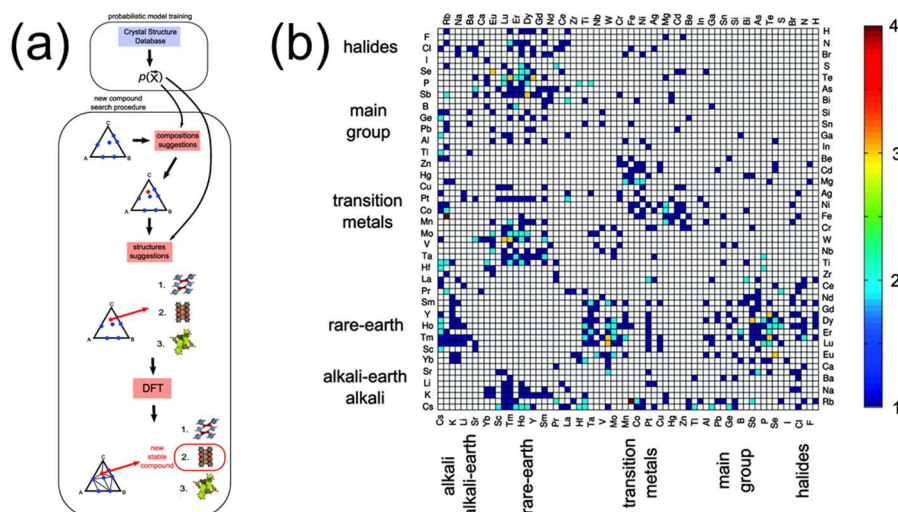 (a)
probabilistic model training
Crystal Structure
Database
p(x⃗)
new compound
search procedure
C
A
B
compositions
suggestions
C
A
B
structures
suggestions
1.
2.
3.
C
A
B
DFT
1.
new
stable
compound
2.
3.
C
A
B
(b)
Rb Na Ba Ca Eu Lu Er Dy Gd Nd Ce Zr Ti Nb W Cr Fe Ni Ag Mg Cd Be In Ga Sn Si Bi As Te S Br N H
halides
main
group
transition
metals
rare-earth
alkali-earth
alkali
F
Cl
I
Se
P
Sb
B
Ge
Pb
Al
Tl
Zn
Hg
Cu
Pt
Co
Mn
Mo
V
Ta
Hf
La
Pr
Sm
Y
Ho
Tm
Sc
Yb
Sr
Li
K
Cs
H
N
Br
S
Te
As
Bi
Si
Sn
Ga
In
Be
Cd
Mg
Ag
Ni
Fe
Cr
W
Nb
Ti
Zr
Ce
Nd
Gd
Dy
Er
Lu
Eu
Ca
Ba
Na
Rb
Cs K Li Sr Yb Sc Tm Ho Y Sm Pr La Hf Ta V Mo Mn Co Pt Cu Hg Zn Tl Al Pb Ge B Sb P Se I Cl F
alkali
alkali-earth
rare-earth
transition
metals
main
group
halides
4
3
2
1
0